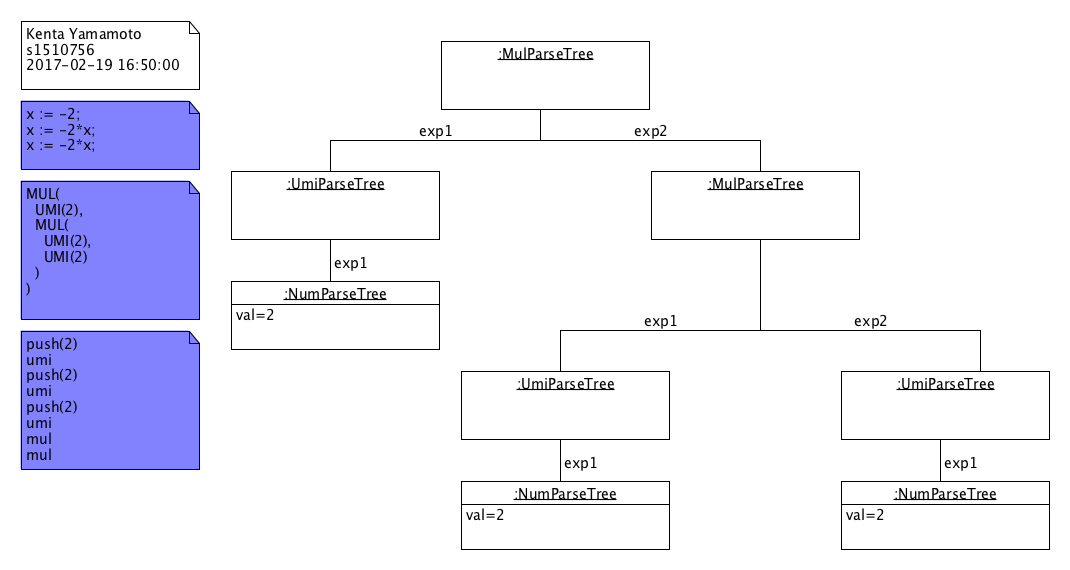 Kenta Yamamoto
s1510756
2017-02-19 16:50:00
x := -2;
x := -2*x;
x := -2*x;
MUL(
  UMI(2),
  MUL(
    UMI(2),
    UMI(2)
  )
)
push(2)
umi
push(2)
umi
push(2)
umi
mul
mul
:MulParseTree
exp1
exp2
:UmiParseTree
:MulParseTree
exp1
:NumParseTree
val=2
exp1
exp2
:UmiParseTree
:UmiParseTree
exp1
exp1
:NumParseTree
:NumParseTree
val=2
val=2